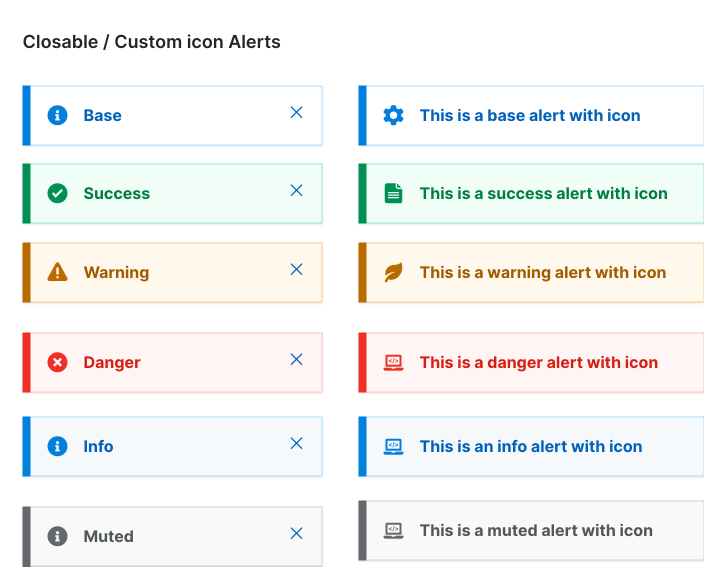 Closable / Custom icon Alerts
Base
This is a base alert with icon
Success
This is a success alert with icon
Warning
This is a warning alert with icon
Danger
This is a danger alert with icon
Info
This is an info alert with icon
Muted
This is a muted alert with icon